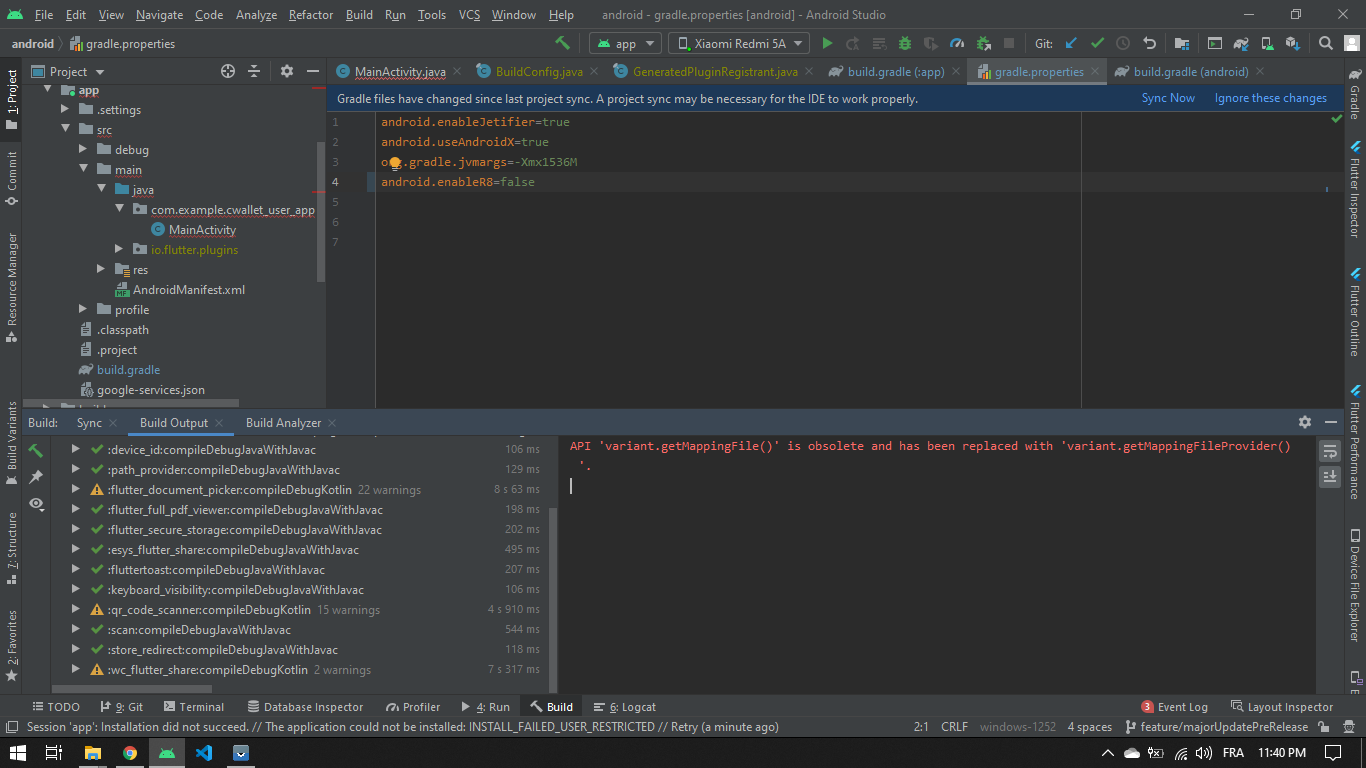 File Edit View Navigate Code Analyze Refactor Build Run Tools VCS Window Help android - gradle.properties [android] - Android Studio
android gradle.properties app Xiaomi Redmi 5A Git:
Project
MainActivity.java BuildConfig.java GeneratedPluginRegistrant.java build.gradle (:app) gradle.properties build.gradle (android)
Gradle files have changed since last project sync. A project sync may be necessary for the IDE to work properly. Sync Now Ignore these changes
app
.settings
src
debug
main
java
com.example.cwallet_user_app
MainActivity
io.flutter.plugins
res
AndroidManifest.xml
profile
.classpath
.project
build.gradle
google-services.json
1 android.enableJetifier=true
2 android.useAndroidX=true
3 org.gradle.jvmargs=-Xmx1536M
4 android.enableR8=false
5
6
7
1: Project
Commit
Resource Manager
Build Variants
7: Structure
2: Favorites
Gradle
Flutter Inspector
Flutter Outline
Flutter Performance
Device File Explorer
Build: Sync Build Output Build Analyzer
:device_id:compileDebugJavaWithJavac 106 ms
:path_provider:compileDebugJavaWithJavac 129 ms
:flutter_document_picker:compileDebugKotlin 22 warnings 8 s 63 ms
:flutter_full_pdf_viewer:compileDebugJavaWithJavac 198 ms
:flutter_secure_storage:compileDebugJavaWithJavac 202 ms
:esys_flutter_share:compileDebugJavaWithJavac 495 ms
:fluttertoast:compileDebugJavaWithJavac 207 ms
:keyboard_visibility:compileDebugJavaWithJavac 106 ms
:qr_code_scanner:compileDebugKotlin 15 warnings 4 s 910 ms
:scan:compileDebugJavaWithJavac 544 ms
:store_redirect:compileDebugJavaWithJavac 118 ms
:wc_flutter_share:compileDebugKotlin 2 warnings 7 s 317 ms
API 'variant.getMappingFile()' is obsolete and has been replaced with 'variant.getMappingFileProvider()
'.
TODO 9: Git Terminal Database Inspector Profiler 4: Run Build 6: Logcat 3 Event Log Layout Inspector
Session 'app': Installation did not succeed. // The application could not be installed: INSTALL_FAILED_USER_RESTRICTED // Retry (a minute ago) 2:1 CRLF windows-1252 4 spaces feature/majorUpdatePreRelease
FRA 11:40 PM